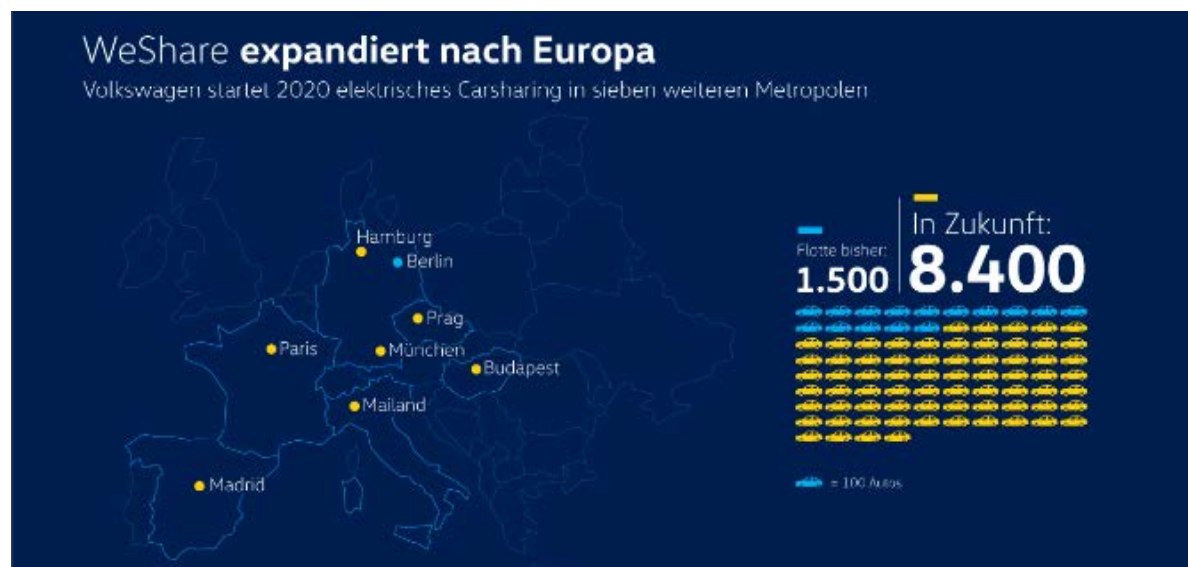 WeShare expandiert nach Europa
Volkswagen startet 2020 elektrisches Carsharing in sieben weiteren Metropolen
Hamburg
Berlin
Prag
Paris
München
Budapest
Mailand
Madrid
Flotte bisher:
1.500
In Zukunft:
8.400
= 100 Autos